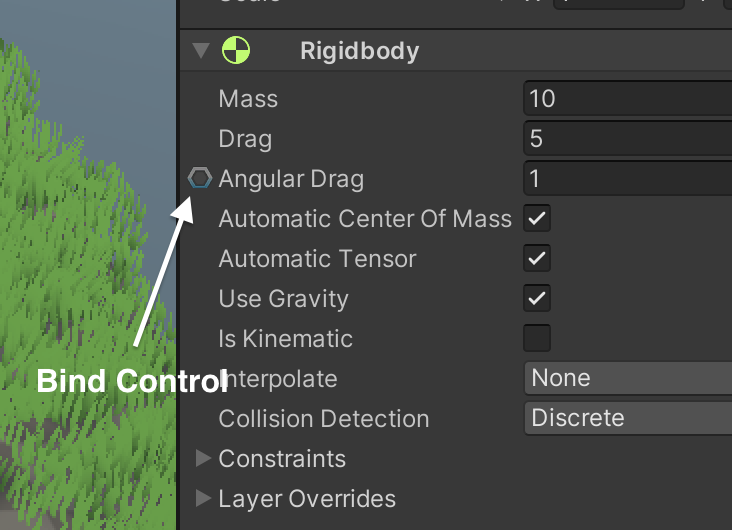 Rigidbody
Mass 10
Drag 5
Angular Drag 1
Automatic Center Of Mass
Automatic Tensor
Use Gravity
Is Kinematic
Bind Control
Interpolate None
Collision Detection Discrete
Constraints
Layer Overrides